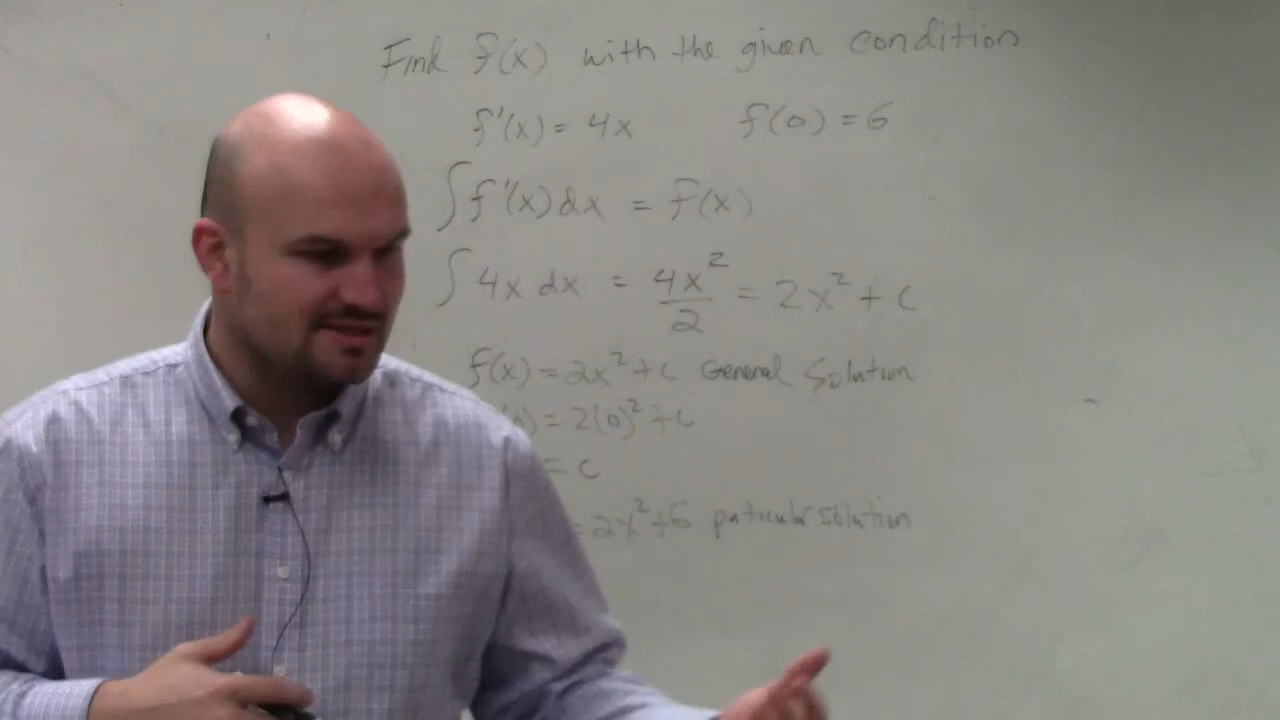 Find f(x) with the given condition
f'(x) = 4x f(0) = 6
∫ f'(x) dx = f(x)
∫ 4x dx = 4x²/2 = 2x² + c
f(x) = 2x² + c General Solution
) = 2(0)² + c
= c
= 2x² + 6 paticular solution